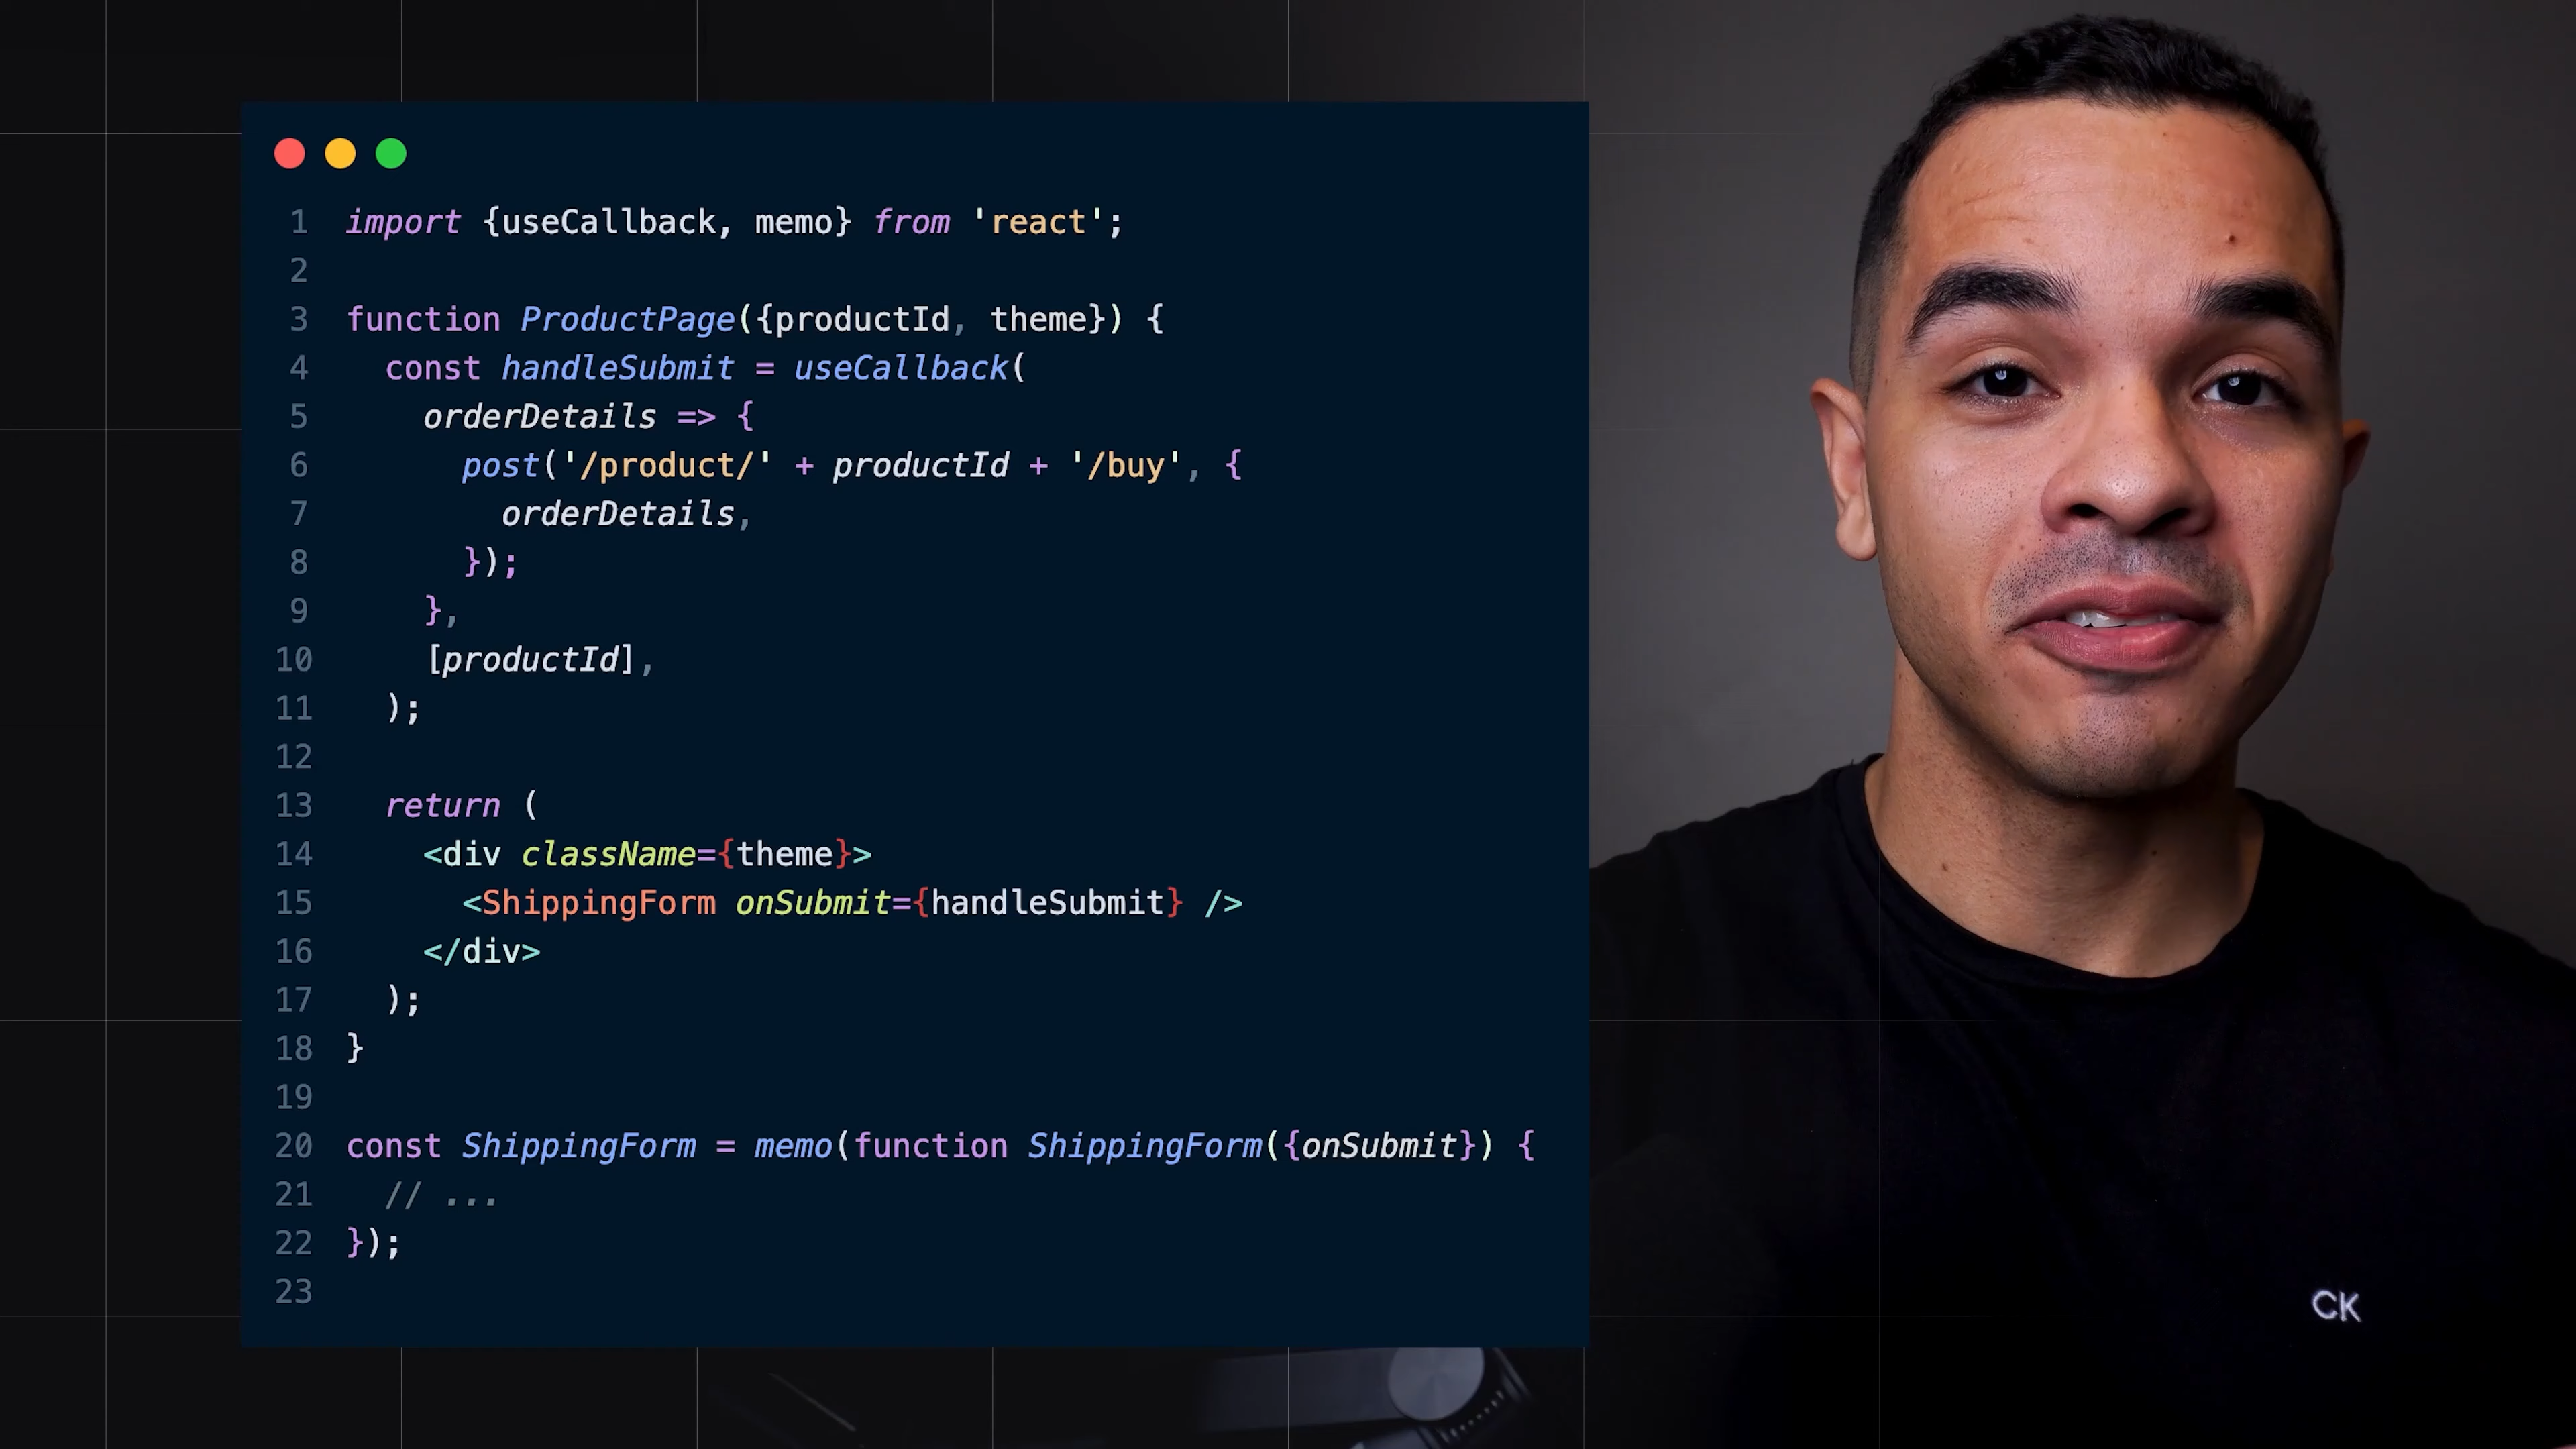 1 import {useCallback, memo} from 'react';
2
3 function ProductPage({productId, theme}) {
4 const handleSubmit = useCallback(
5 orderDetails => {
6 post('/product/' + productId + '/buy', {
7 orderDetails,
8 });
9 },
10 [productId],
11 );
12
13 return (
14 <div className={theme}>
15 <ShippingForm onSubmit={handleSubmit} />
16 </div>
17 );
18 }
19
20 const ShippingForm = memo(function ShippingForm({onSubmit}) {
21 // ...
22 });
23
CK